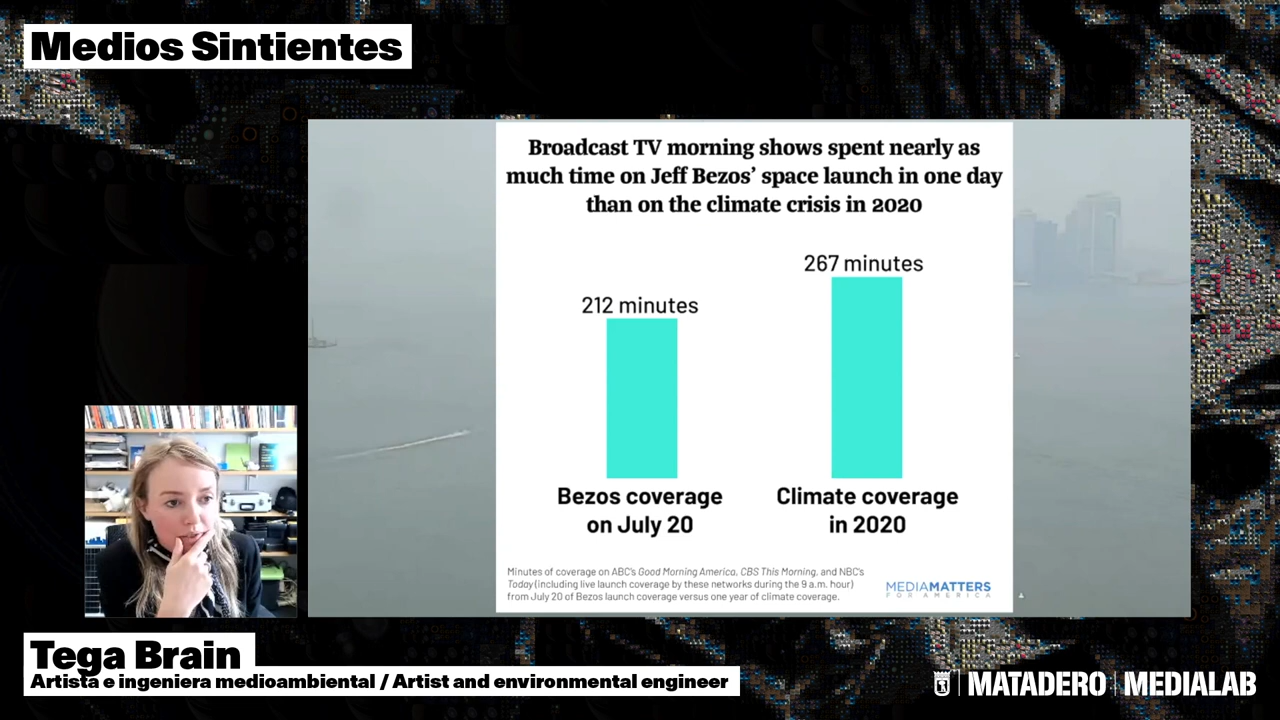 Medios Sintientes
Broadcast TV morning shows spent nearly as
much time on Jeff Bezos' space launch in one day
than on the climate crisis in 2020
267 minutes
212 minutes
Bezos coverage
on July 20
Climate coverage
in 2020
Minutes of coverage on ABC's Good Morning America, CBS This Morning, and NBC's
Today (including live launch coverage by these networks during the 9 a.m. hour)
from July 20 of Bezos launch coverage versus one year of climate coverage.
MEDIAMATTERS
FOR AMERICA
Tega Brain
Artista e ingeniera medioambiental / Artist and environmental engineer
MATADERO | MEDIALAB